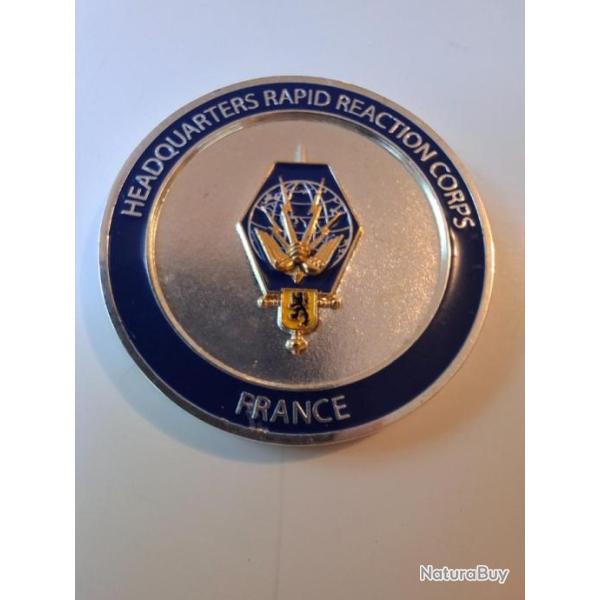 HEADQUARTERS RAPID REACTION CORPS
FRANCE
NaturaBuy